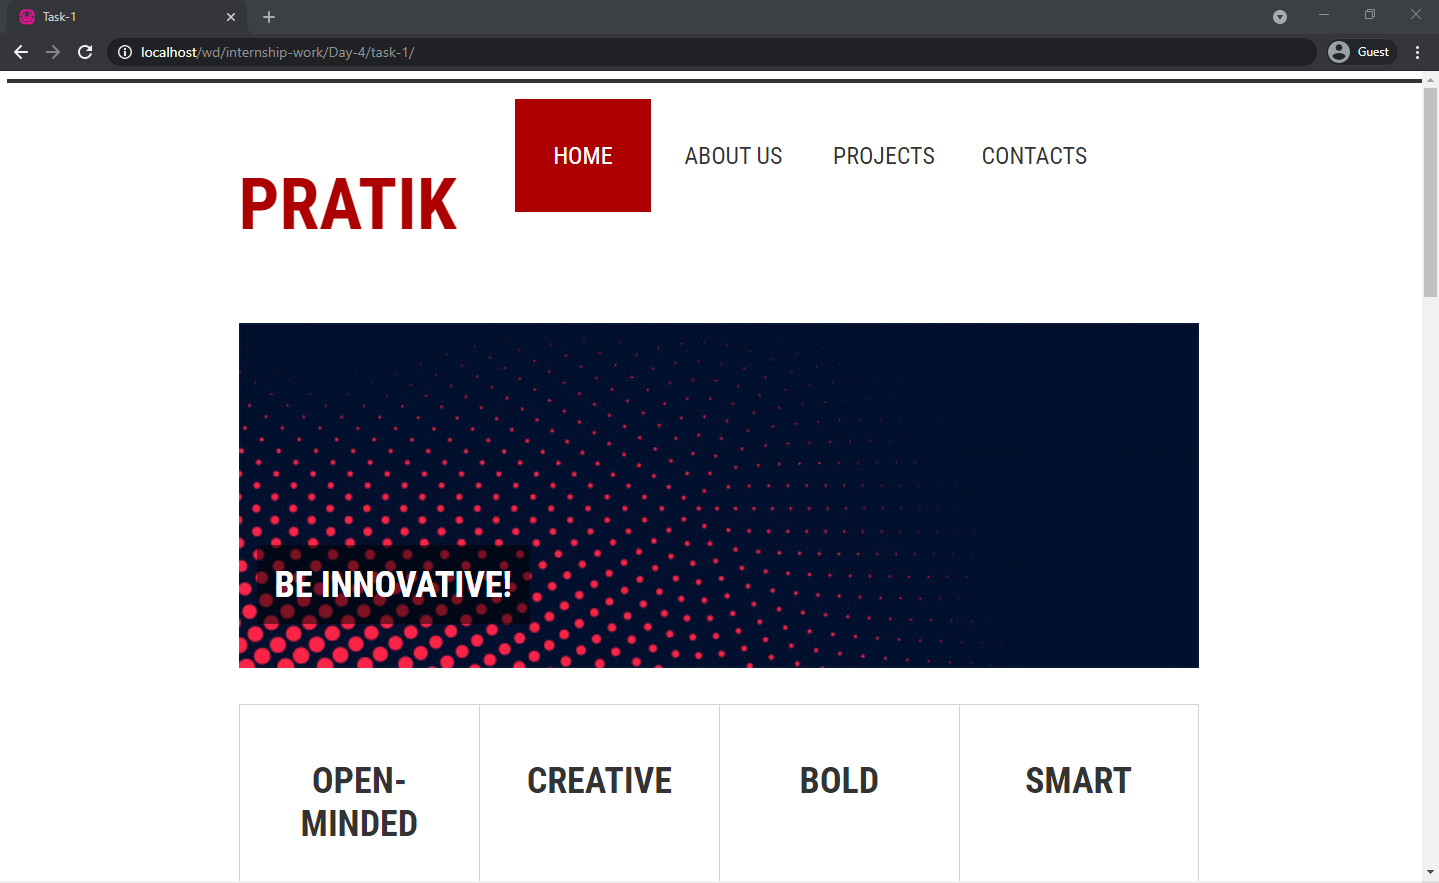 Task-1
localhost/wd/internship-work/Day-4/task-1/
Guest
HOME ABOUT US PROJECTS CONTACTS
PRATIK
BE INNOVATIVE!
OPEN-
MINDED
CREATIVE
BOLD
SMART